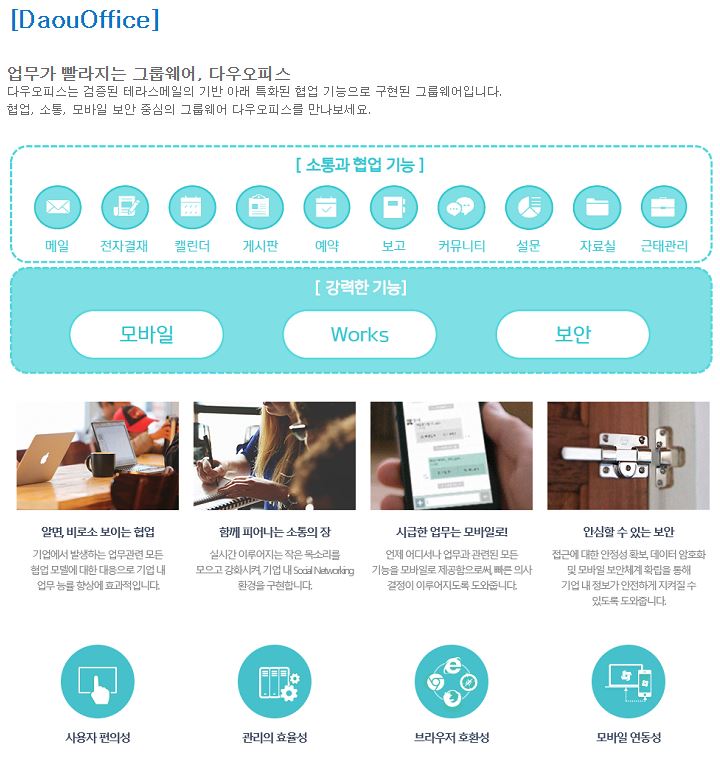 [DaouOffice]
업무가 빨라지는 그룹웨어, 다우오피스
다우오피스는 검증된 테라스메일의 기반 아래 특화된 협업 기능으로 구현된 그룹웨어입니다.
협업, 소통, 모바일 보안 중심의 그룹웨어 다우오피스를 만나보세요.
[ 소통과 협업 기능 ]
메일 전자결재 캘린더 게시판 예약 보고 커뮤니티 설문 자료실 근태관리
[ 강력한 기능]
모바일 Works 보안
알면, 비로소 보이는 협업
기업에서 발생하는 업무관련 모든
협업 모델에 대한 대응으로 기업 내
업무 능률 향상에 효과적입니다.
함께 피어나는 소통의 장
실시간 이루어지는 작은 목소리를
모으고 강화시켜, 기업 내 Social Networking
환경을 구현합니다.
시급한 업무는 모바일로!
언제 어디서나 업무과 관련된 모든
기능을 모바일로 제공함으로써, 빠른 의사
결정이 이루어지도록 도와줍니다.
안심할 수 있는 보안
접근에 대한 안정성 확보, 데이터 암호화
및 모바일 보안체계 확립을 통해
기업 내 정보가 안전하게 지켜질 수
있도록 도와줍니다.
사용자 편의성 관리의 효율성 브라우저 호환성 모바일 연동성